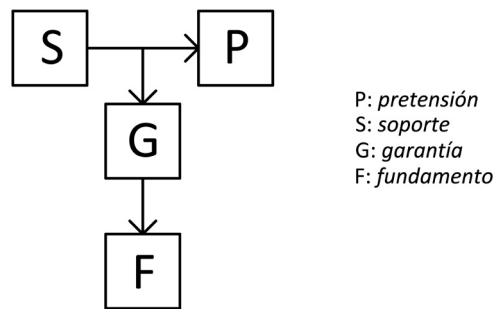 S
P
G
F
P: pretensión
S: soporte
G: garantía
F: fundamento